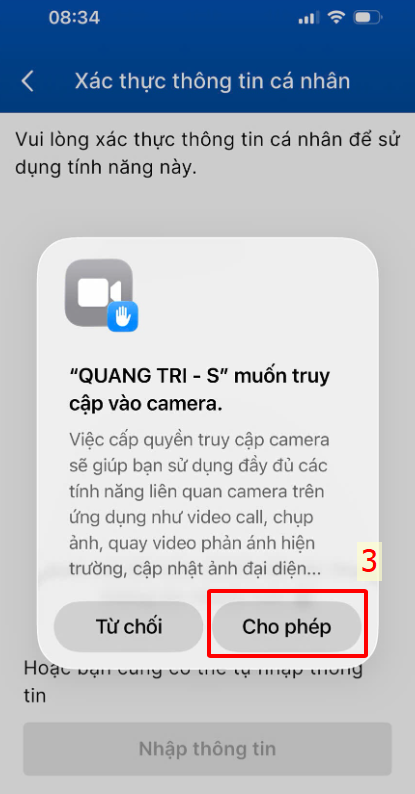 08:34
Xác thực thông tin cá nhân
Vui lòng xác thực thông tin cá nhân để sử
dụng tính năng này.
“QUANG TRI - S” muốn truy
cập vào camera.
Việc cấp quyền truy cập camera
sẽ giúp bạn sử dụng đầy đủ các
tính năng liên quan camera trên
ứng dụng như video call, chụp
ảnh, quay video phản ánh hiện
trường, cập nhật ảnh đại diện...
3
Từ chối
Cho phép
Hoặc bạn cũng có thể tự nhập thông
tin
Nhập thông tin